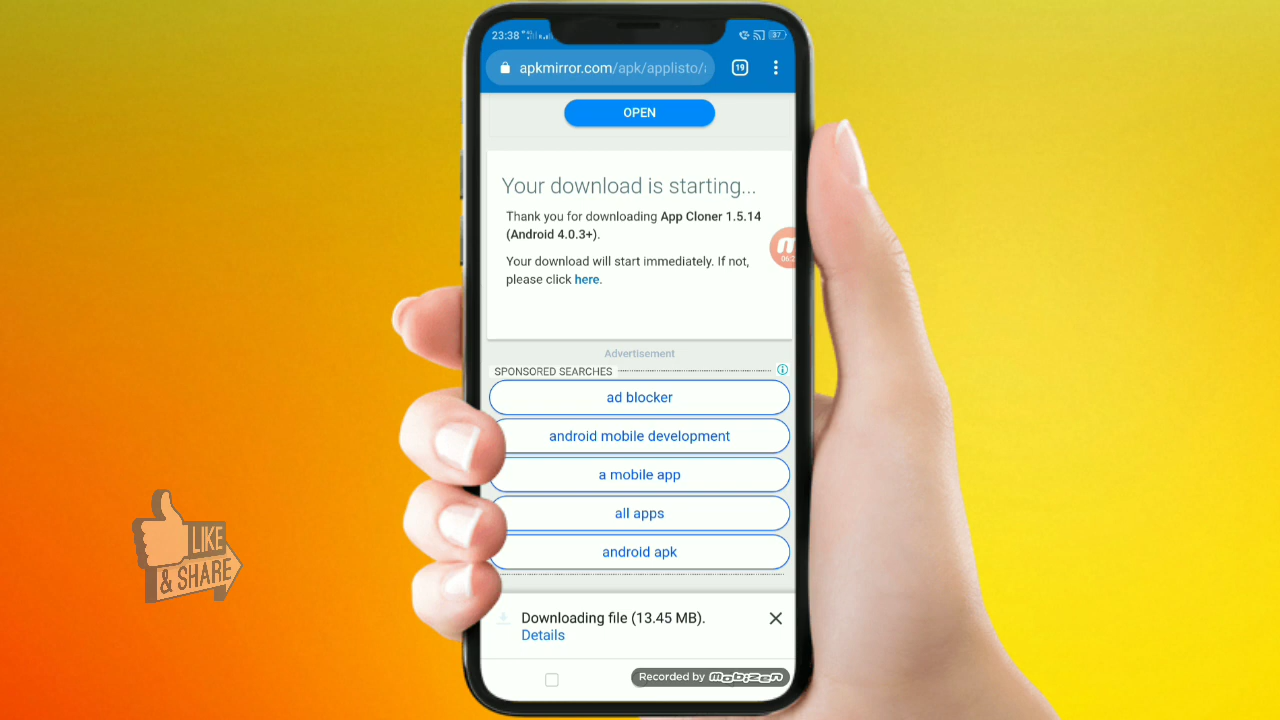 23:38
37
apkmirror.com/apk/applisto/a
19
OPEN
Your download is starting...
Thank you for downloading App Cloner 1.5.14
(Android 4.0.3+).
Your download will start immediately. If not,
please click here.
Advertisement
SPONSORED SEARCHES
ad blocker
android mobile development
a mobile app
all apps
android apk
Downloading file (13.45 MB).
Details
Recorded by mobizen
LIKE
& SHARE